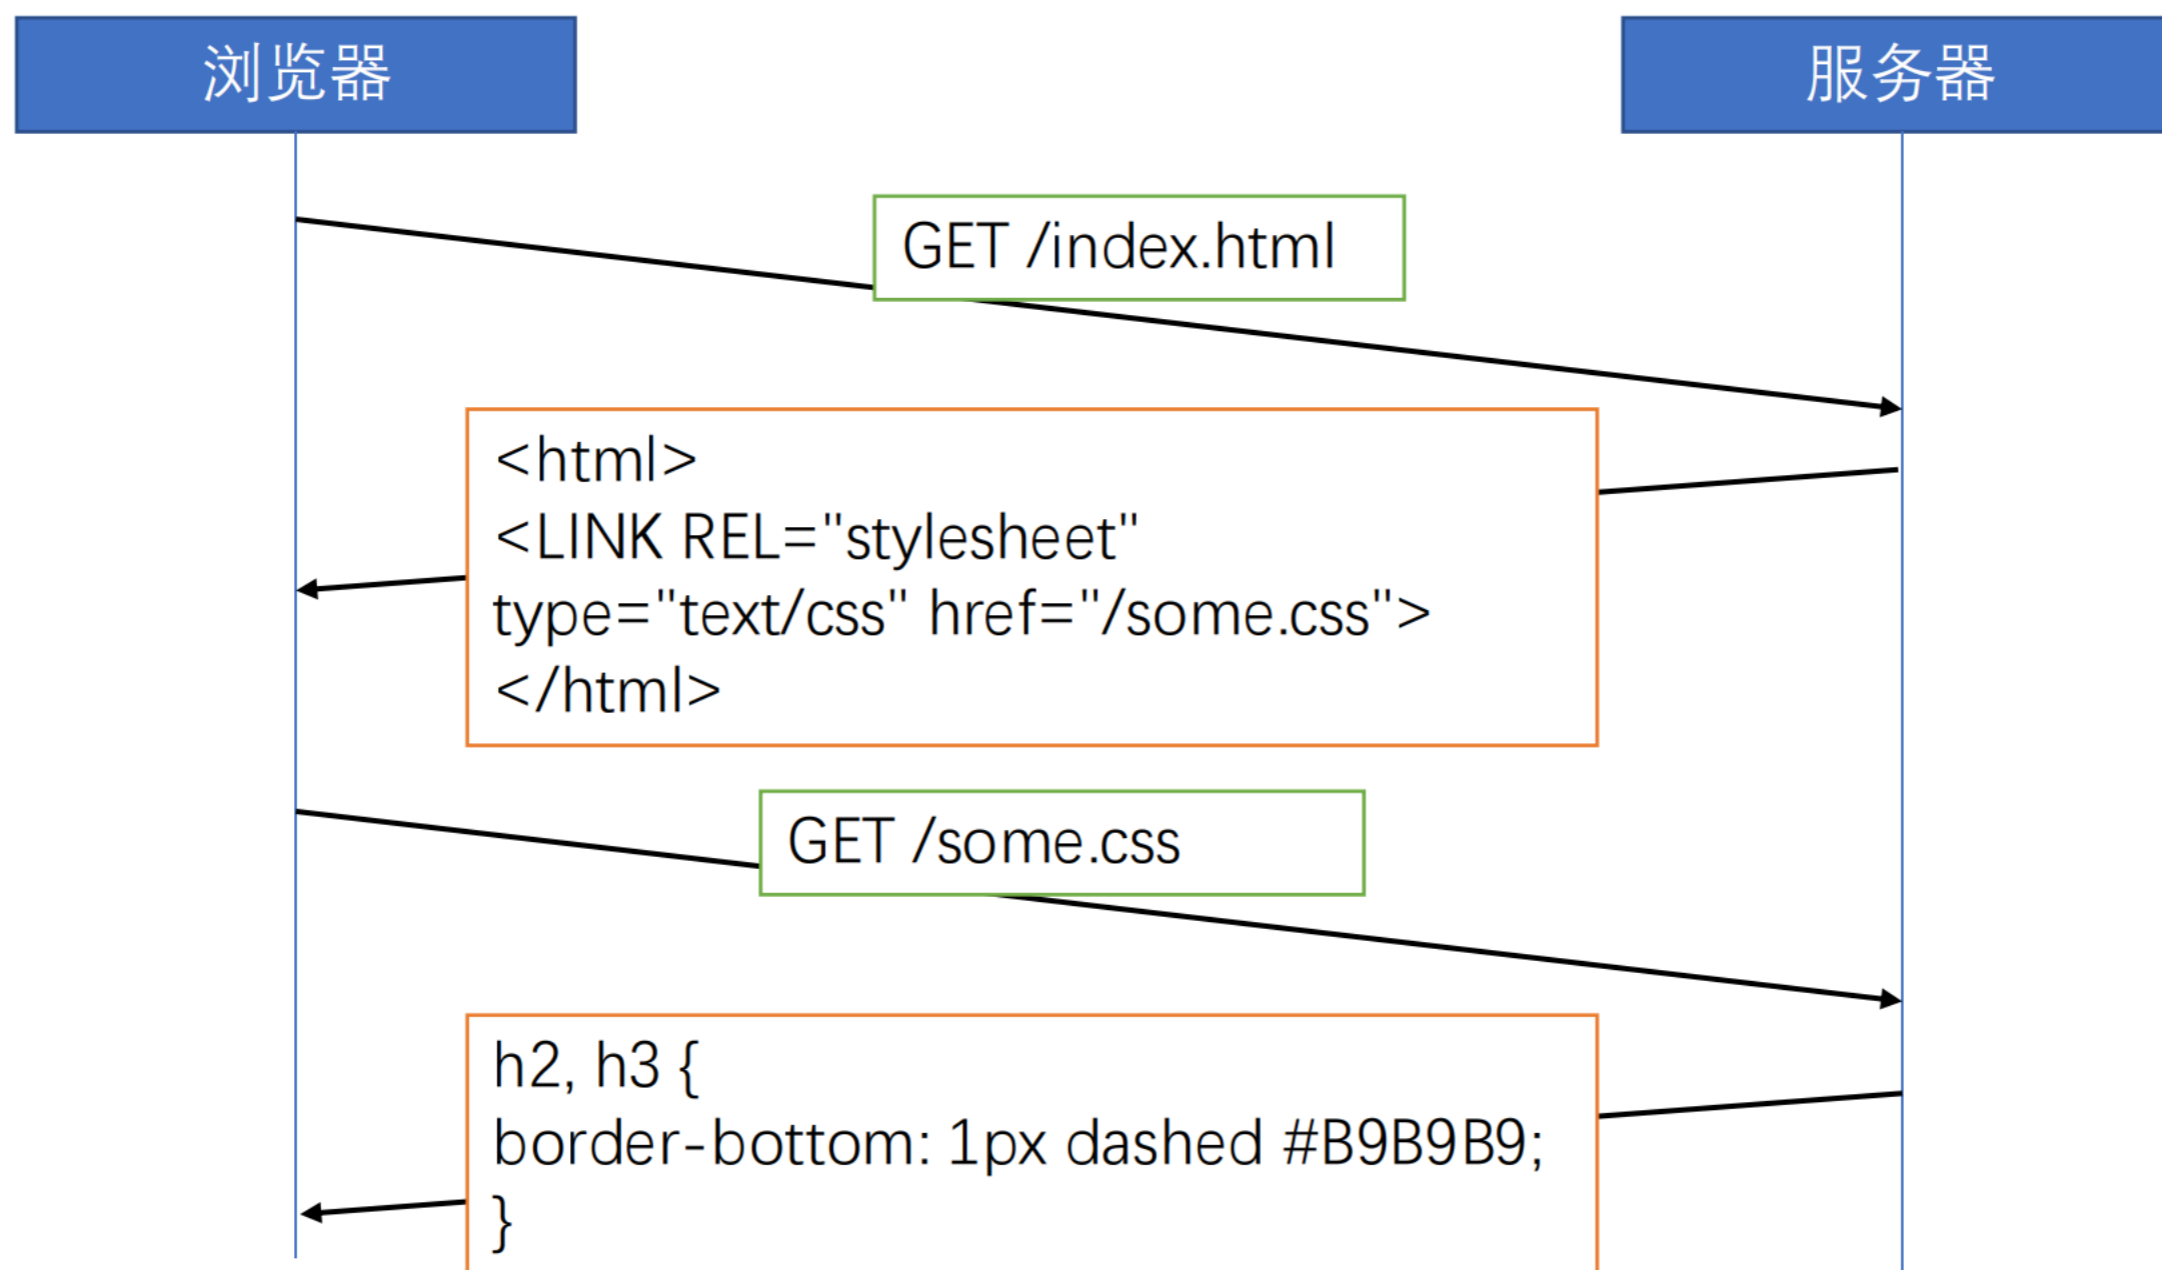 浏览器
服务器
GET /index.html
<html>
<LINK REL="stylesheet"
type="text/css" href="/some.css">
</html>
GET /some.css
h2, h3 {
border-bottom: 1px dashed #B9B9B9;
}